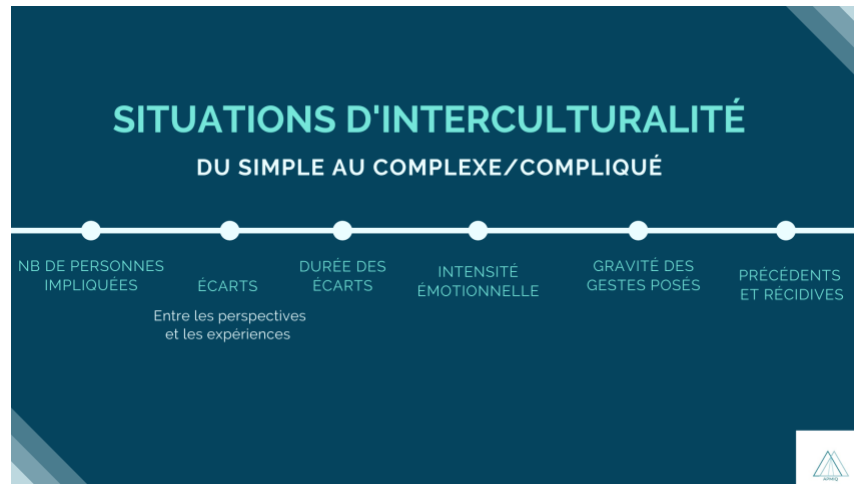 SITUATIONS D'INTERCULTURALITÉ
DU SIMPLE AU COMPLEXE/COMPLIQUÉ
NB DE PERSONNES
IMPLIQUÉES
ÉCARTS
Entre les perspectives
et les expériences
DURÉE DES
ÉCARTS
INTENSITÉ
ÉMOTIONNELLE
GRAVITÉ DES
GESTES POSÉS
PRÉCÉDENTS
ET RÉCIDIVES